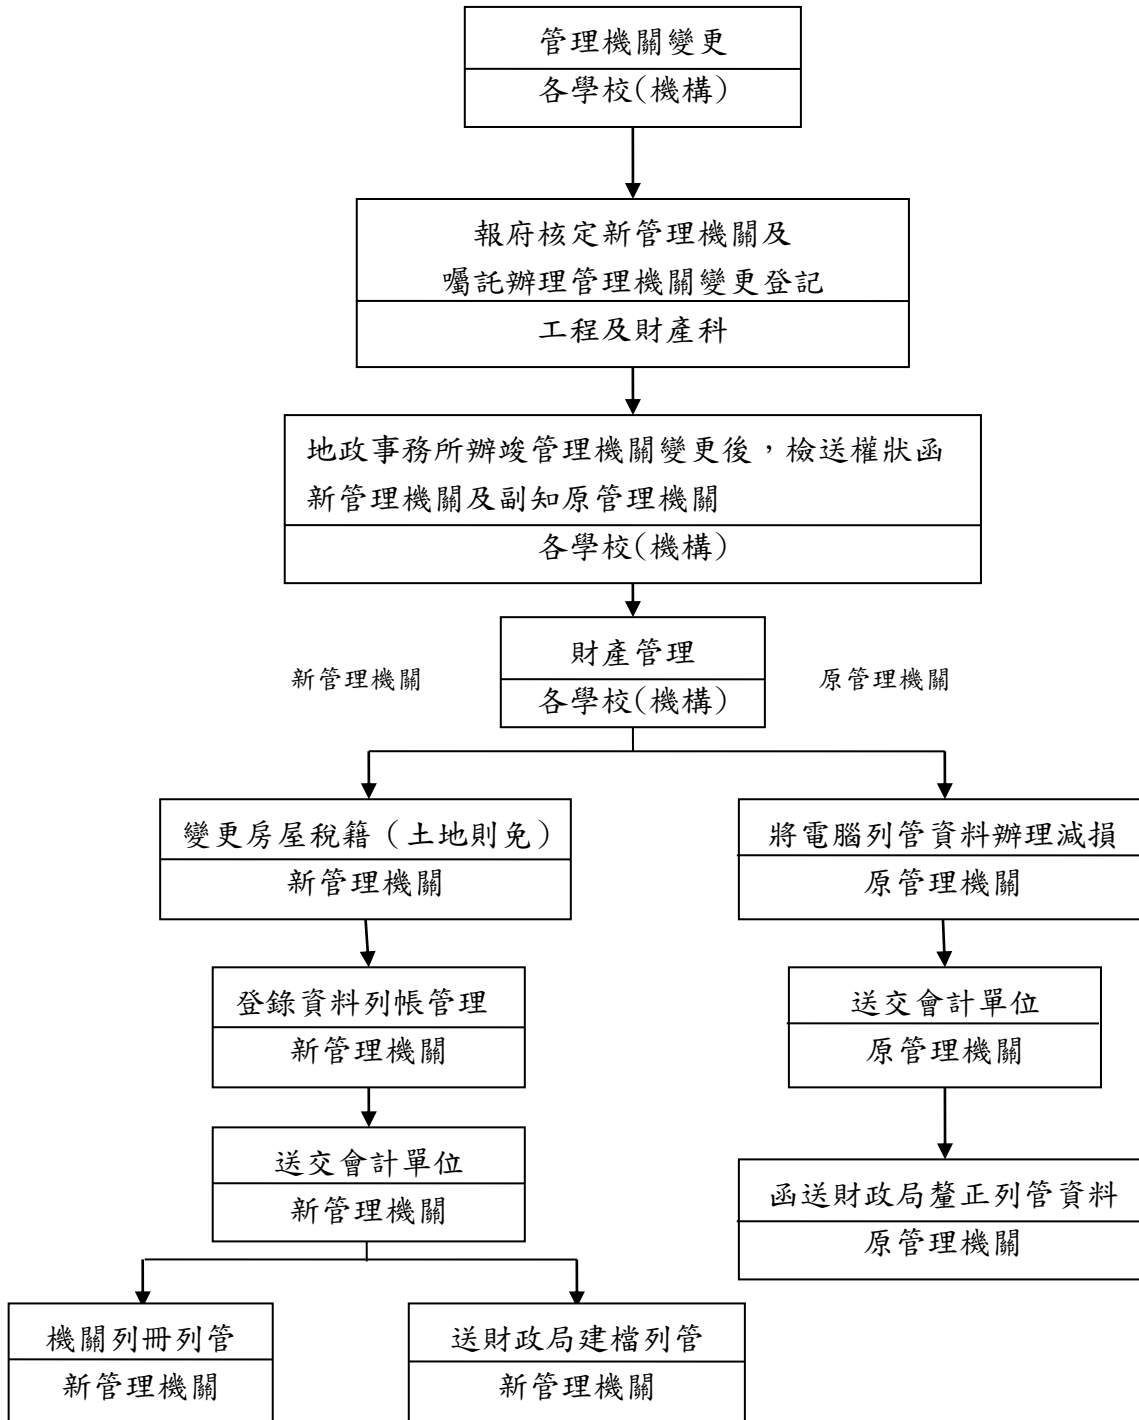 管理機關變更
各學校(機構)
報府核定新管理機關及
囑託辦理管理機關變更登記
工程及財產科
地政事務所辦竣管理機關變更後，檢送權狀函
新管理機關及副知原管理機關
各學校(機構)
財產管理
各學校(機構)
新管理機關
原管理機關
變更房屋稅籍（土地則免）
新管理機關
登錄資料列帳管理
新管理機關
送交會計單位
新管理機關
機關列冊列管
新管理機關
送財政局建檔列管
新管理機關
將電腦列管資料辦理減損
原管理機關
送交會計單位
原管理機關
函送財政局釐正列管資料
原管理機關